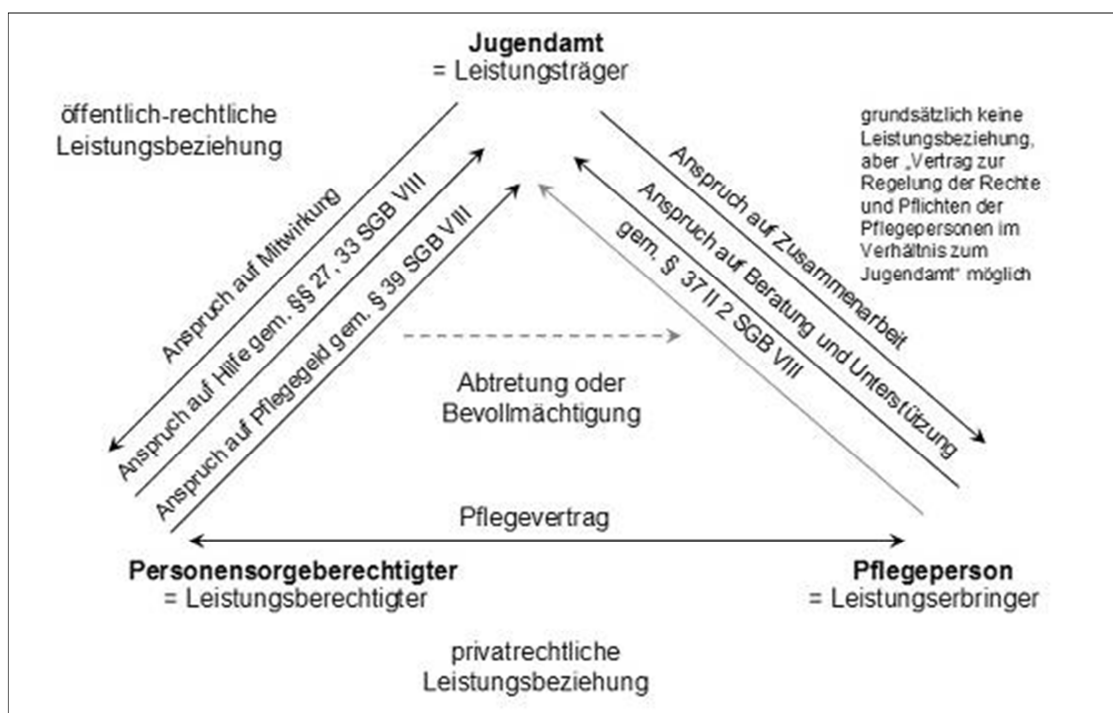 Jugendamt
= Leistungsträger
öffentlich-rechtliche
Leistungsbeziehung
grundsätzlich keine
Leistungsbeziehung,
aber „Vertrag zur
Regelung der Rechte
und Pflichten der
Pflegepersonen im
Verhältnis zum
Jugendamt“ möglich
Anspruch auf Mitwirkung
Anspruch auf Hilfe gem. §§ 27, 33 SGB VIII
Anspruch auf Pflegegeld gem. § 39 SGB VIII
Anspruch auf Zusammenarbeit
Anspruch auf Beratung und Unterstützung
gem. § 37 II 2 SGB VIII
Abtretung oder
Bevollmächtigung
Pflegevertrag
Personensorgeberechtigter
= Leistungsberechtigter
Pflegeperson
= Leistungserbringer
privatrechtliche
Leistungsbeziehung